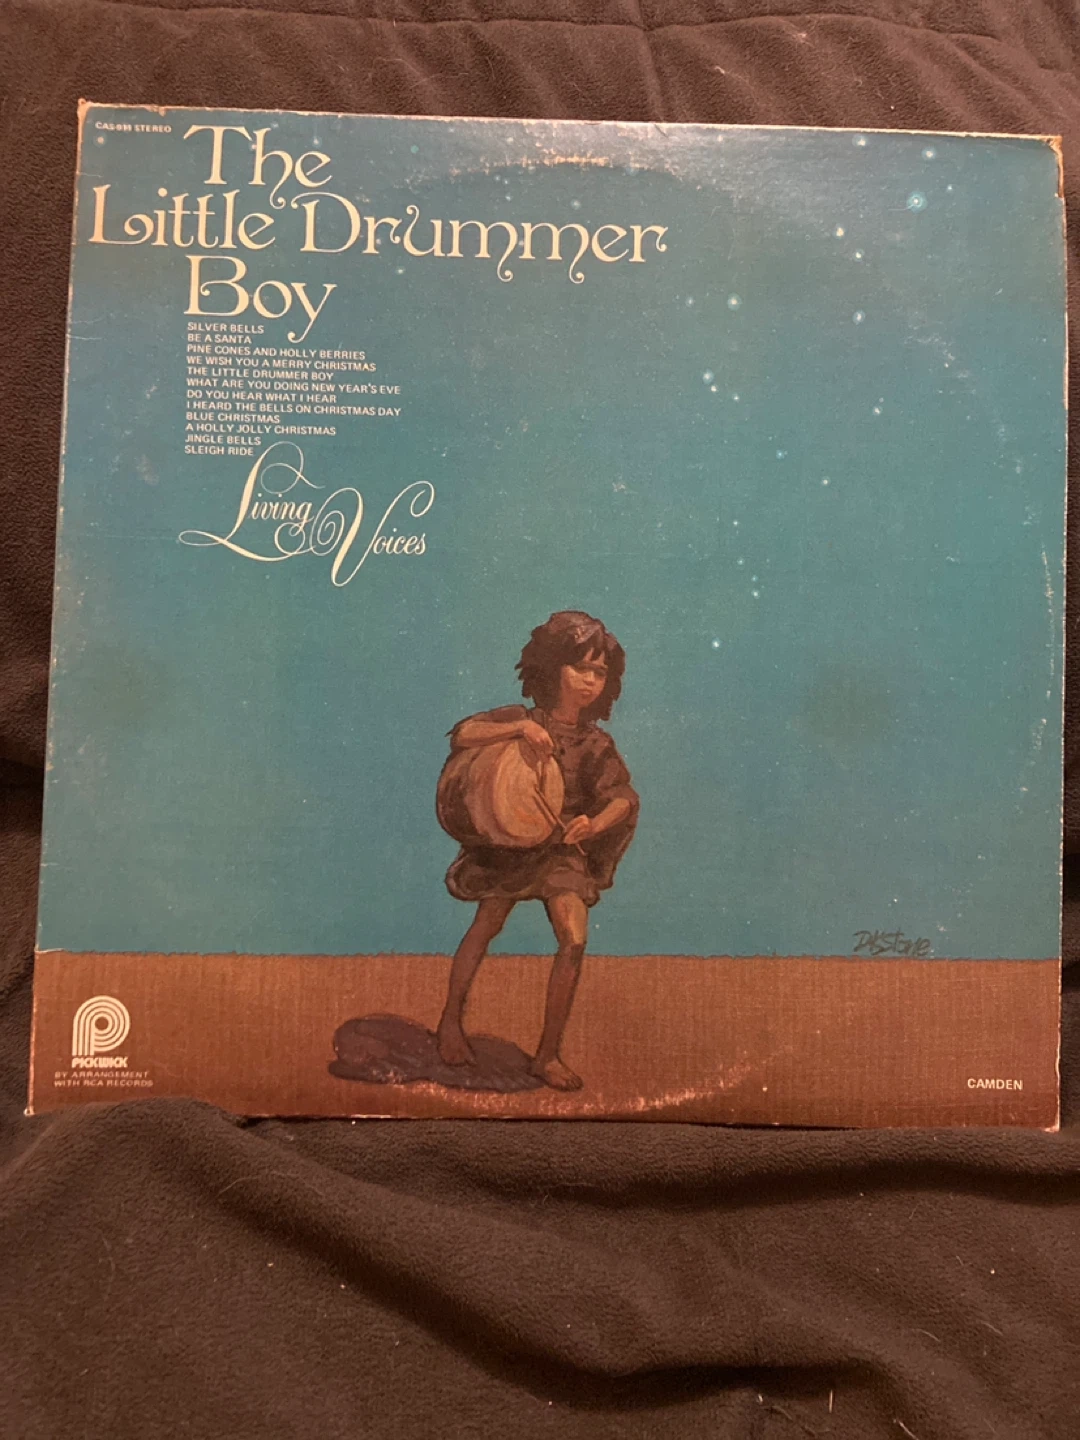 CAS-911 STEREO
The
Little Drummer
Boy
SILVER BELLS
BE A SANTA
PINE CONES AND HOLLY BERRIES
WE WISH YOU A MERRY CHRISTMAS
THE LITTLE DRUMMER BOY
WHAT ARE YOU DOING NEW YEAR'S EVE
DO YOU HEAR WHAT I HEAR
I HEARD THE BELLS ON CHRISTMAS DAY
BLUE CHRISTMAS
A HOLLY JOLLY CHRISTMAS
JINGLE BELLS
SLEIGH RIDE
Living Voices
DKStone
PICKWICK
BY ARRANGEMENT
WITH RCA RECORDS
CAMDEN